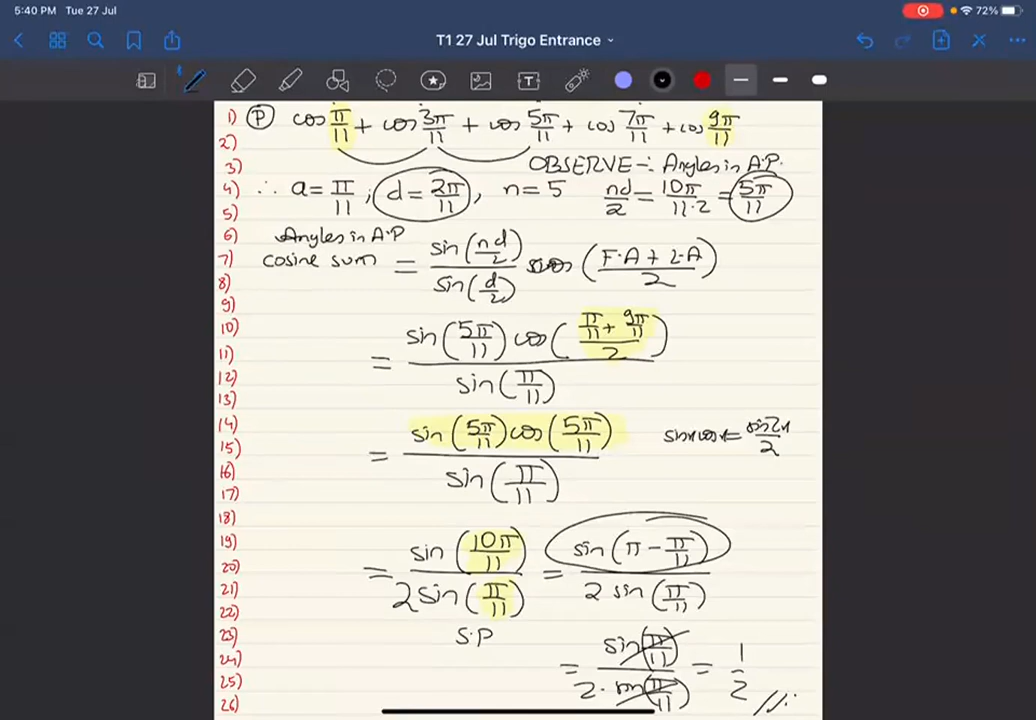 5:40 PM Tue 27 Jul 72%
T1 27 Jul Trigo Entrance
1) P cos π/11 + cos 3π/11 + cos 5π/11 + cos 7π/11 + cos 9π/11
2)
3) OBSERVE :- Angles in A.P.
4) ∴ a = π/11 ; d = 2π/11 , n = 5 nd/2 = 10π/11·2 = 5π/11
5)
6) Angles in A.P
7) cosine sum = sin(nd/2)/sin(d/2) cos (F.A + L.A/2)
8)
9)
10) = sin(5π/11) cos(π/11 + 9π/11 / 2) / sin(π/11)
11)
12)
13)
14) = sin(5π/11) cos(5π/11) / sin(π/11) sinx cosx = sin2x/2
15)
16)
17)
18)
19) = sin(10π/11) / 2 sin(π/11) = sin(π − π/11) / 2 sin(π/11)
20)
21)
22)
23) S.P
24) = sin(π/11) / 2 · sin(π/11) = 1/2
25)
26)